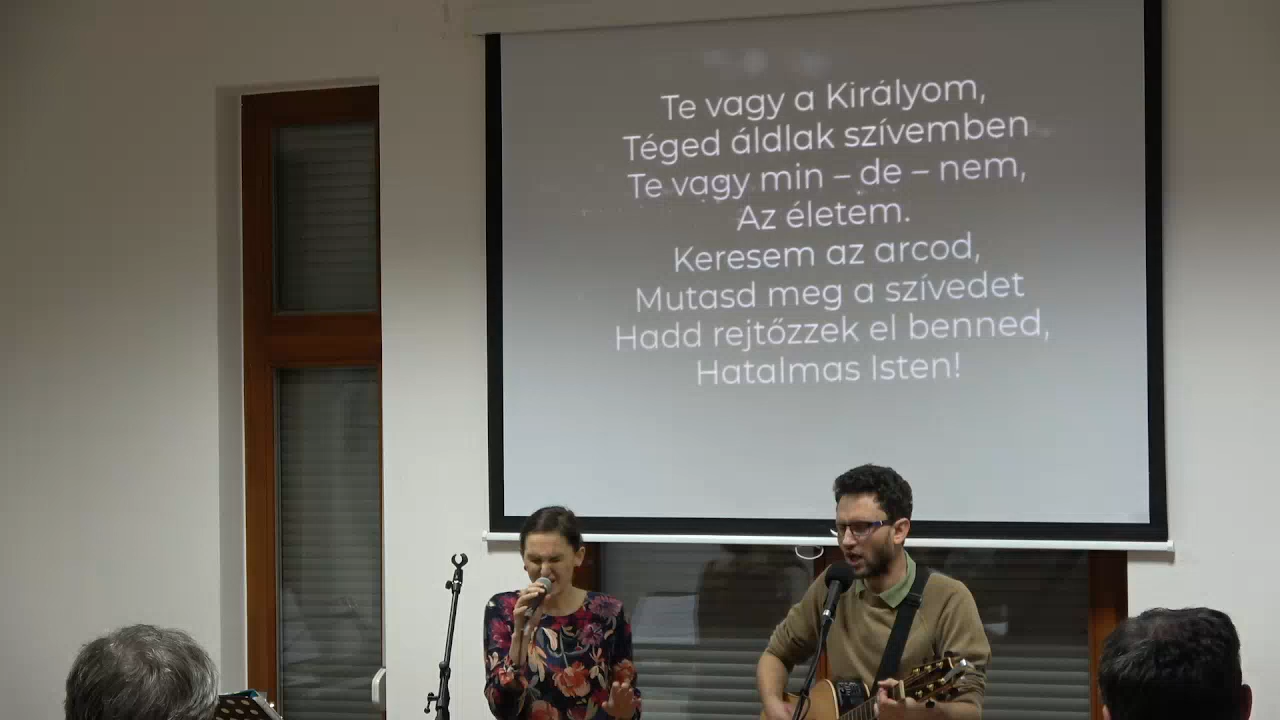 Te vagy a Királyom,
Téged áldlak szívemben
Te vagy min – de – nem,
Az életem.
Keresem az arcod,
Mutasd meg a szívedet
Hadd rejtőzzek el benned,
Hatalmas Isten!